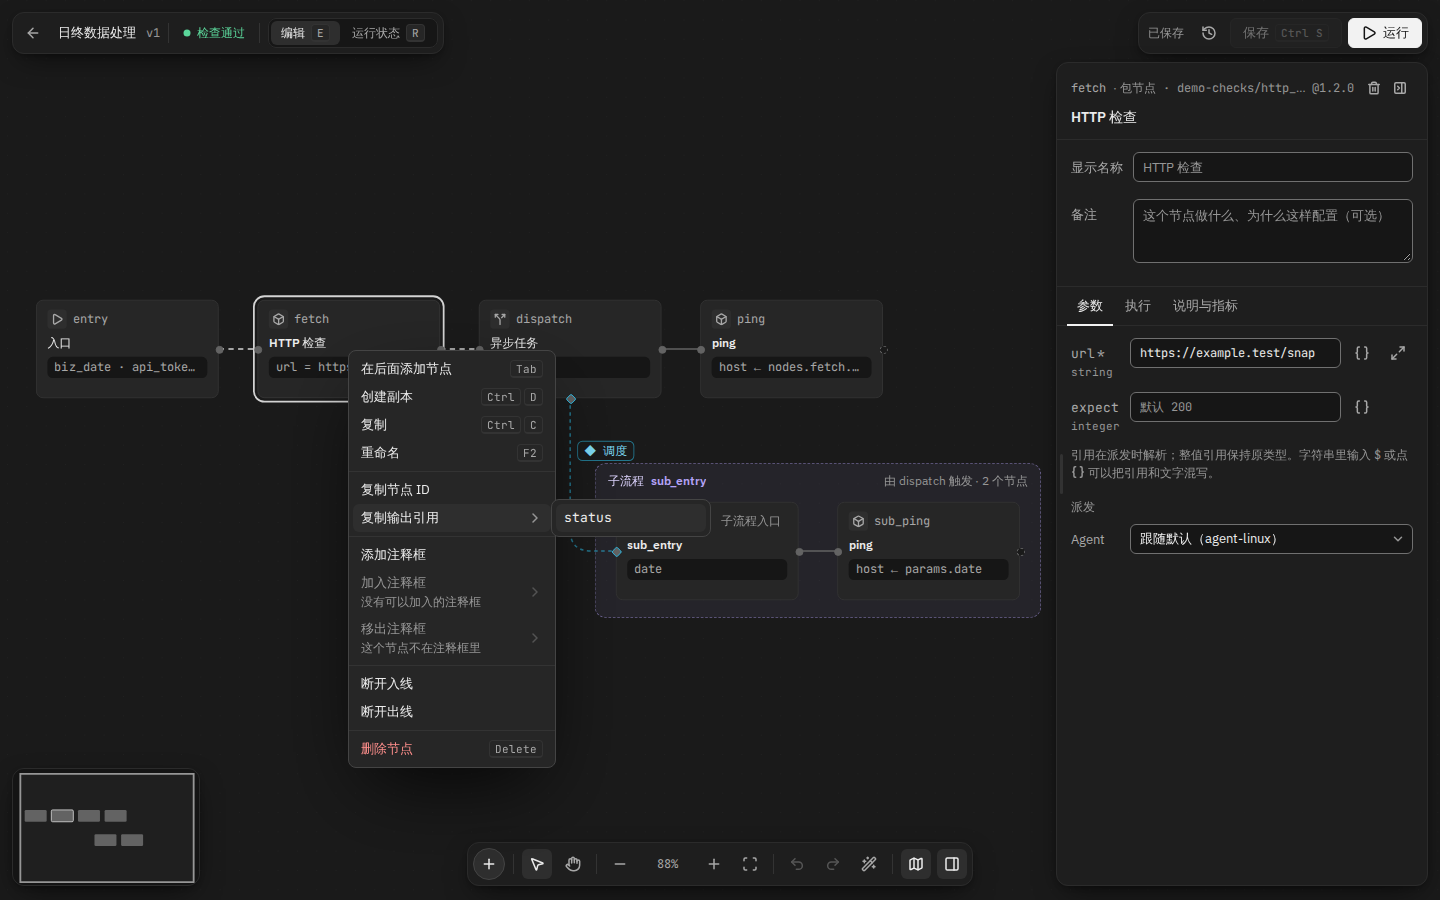 日终数据处理 v1 检查通过 编辑 E 运行状态 R
已保存 保存 Ctrl S 运行
fetch · 包节点 · demo-checks/http_… @1.2.0
HTTP 检查
显示名称 HTTP 检查
备注 这个节点做什么、为什么这样配置（可选）
参数 执行 说明与指标
url* https://example.test/snap
string
expect 默认 200
integer
引用在派发时解析；整值引用保持原类型。字符串里输入 $ 或点
{} 可以把引用和文字混写。
派发
Agent 跟随默认（agent-linux）
entry
入口
biz_date · api_toke…
fetch
HTTP 检查
url = https
dispatch
异步任务
ping
ping
host ← nodes.fetch.…
在后面添加节点 Tab
创建副本 Ctrl D
复制 Ctrl C
重命名 F2
复制节点 ID
复制输出引用
status
添加注释框
加入注释框
没有可以加入的注释框
移出注释框
这个节点不在注释框里
断开入线
断开出线
删除节点 Delete
调度
子流程 sub_entry 由 dispatch 触发 · 2 个节点
子流程入口
sub_entry
date
sub_ping
ping
host ← params.date
88%